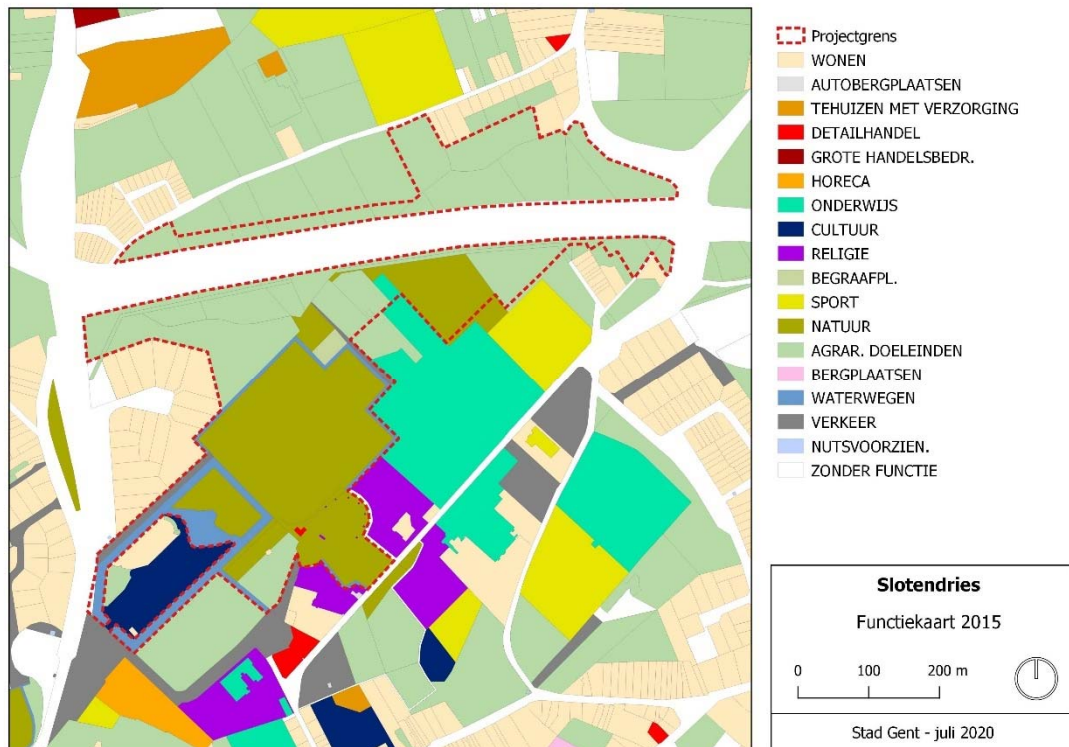 Projectgrens
WONEN
AUTOBERGPLAATSEN
TEHUIZEN MET VERZORGING
DETAILHANDEL
GROTE HANDELSBEDR.
HORECA
ONDERWIJS
CULTUUR
RELIGIE
BEGRAAFPL.
SPORT
NATUUR
AGRAR. DOELEINDEN
BERGPLAATSEN
WATERWEGEN
VERKEER
NUTSVOORZIEN.
ZONDER FUNCTIE
Slotendries
Functiekaart 2015
0 100 200 m
Stad Gent - juli 2020